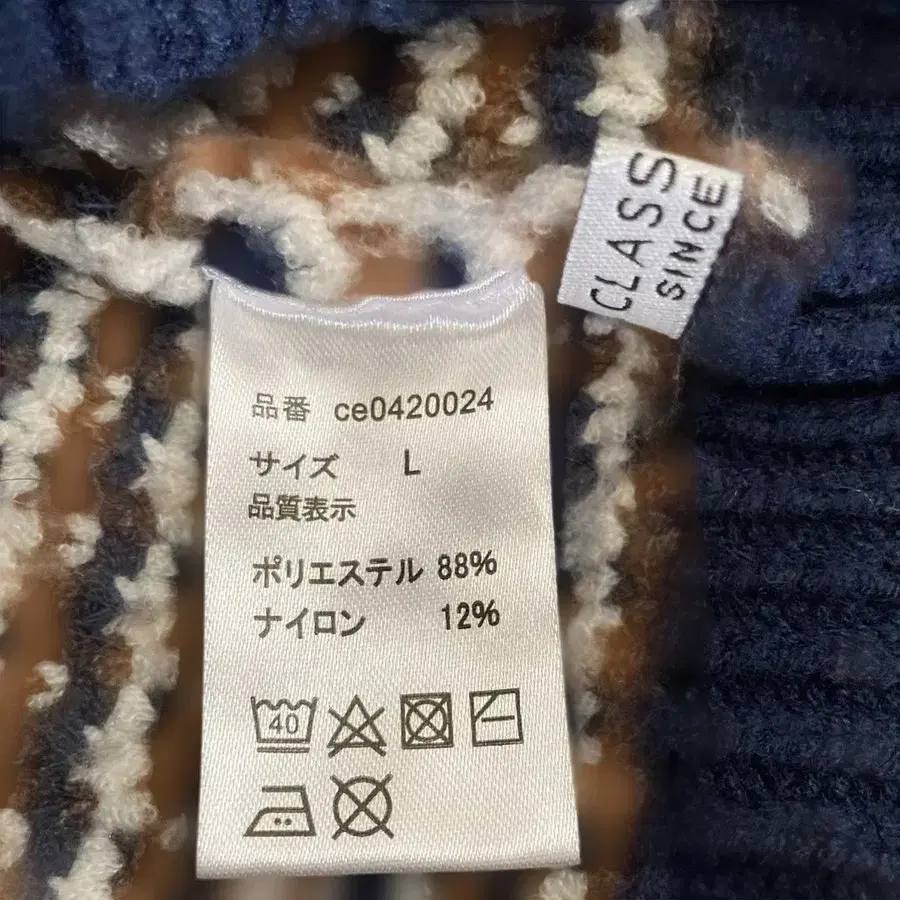 CLASS
SINCE
品番 ce0420024
サイズ L
品質表示
ポリエステル 88%
ナイロン 12%
40